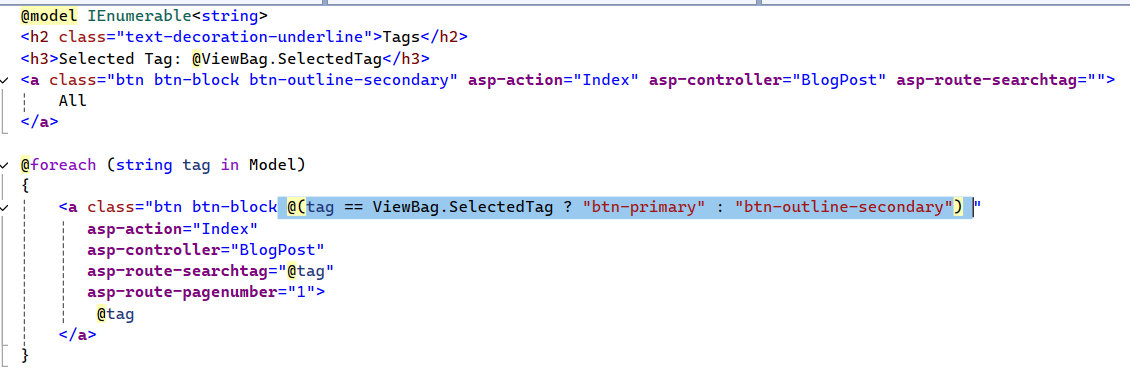 @model IEnumerable<string>
<h2 class="text-decoration-underline">Tags</h2>
<h3>Selected Tag: @ViewBag.SelectedTag</h3>
<a class="btn btn-block btn-outline-secondary" asp-action="Index" asp-controller="BlogPost" asp-route-searchtag="">
All
</a>
@foreach (string tag in Model)
{
<a class="btn btn-block @(tag == ViewBag.SelectedTag ? "btn-primary" : "btn-outline-secondary") "
asp-action="Index"
asp-controller="BlogPost"
asp-route-searchtag="@tag"
asp-route-pagenumber="1">
@tag
</a>
}